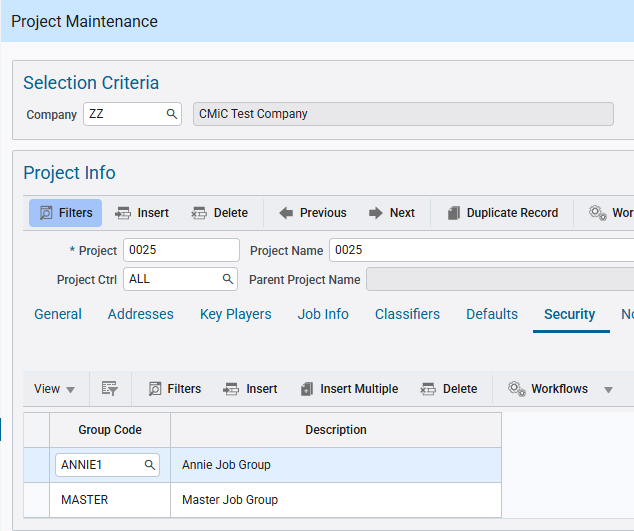 Project Maintenance
Selection Criteria
Company ZZ CMiC Test Company
Project Info
Filters Insert Delete Previous Next Duplicate Record Wor
* Project 0025 Project Name 0025
Project Ctrl ALL Parent Project Name
General Addresses Key Players Job Info Classifiers Defaults Security No
View Filters Insert Insert Multiple Delete Workflows
Group Code Description
ANNIE1 Annie Job Group
MASTER Master Job Group